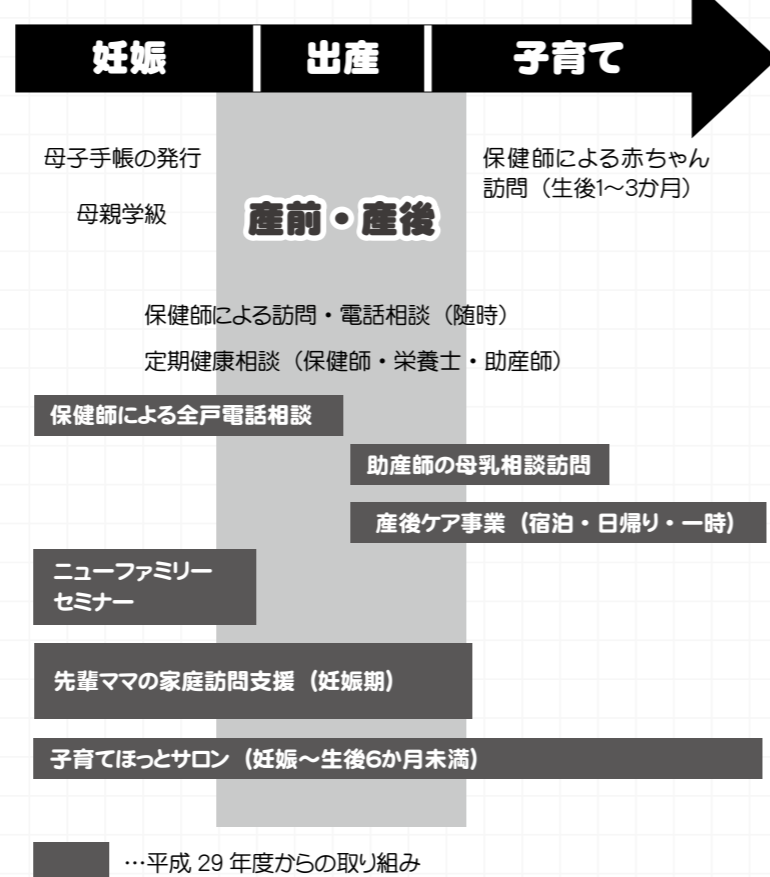 妊娠
出産
子育て
母子手帳の発行
母親学級
産前・産後
保健師による赤ちゃん
訪問（生後1〜3か月）
保健師による訪問・電話相談（随時）
定期健康相談（保健師・栄養士・助産師）
保健師による全戸電話相談
助産師の母乳相談訪問
産後ケア事業（宿泊・日帰り・一時）
ニューファミリー
セミナー
先輩ママの家庭訪問支援（妊娠期）
子育てほっとサロン（妊娠〜生後6か月未満）
…平成 29 年度からの取り組み